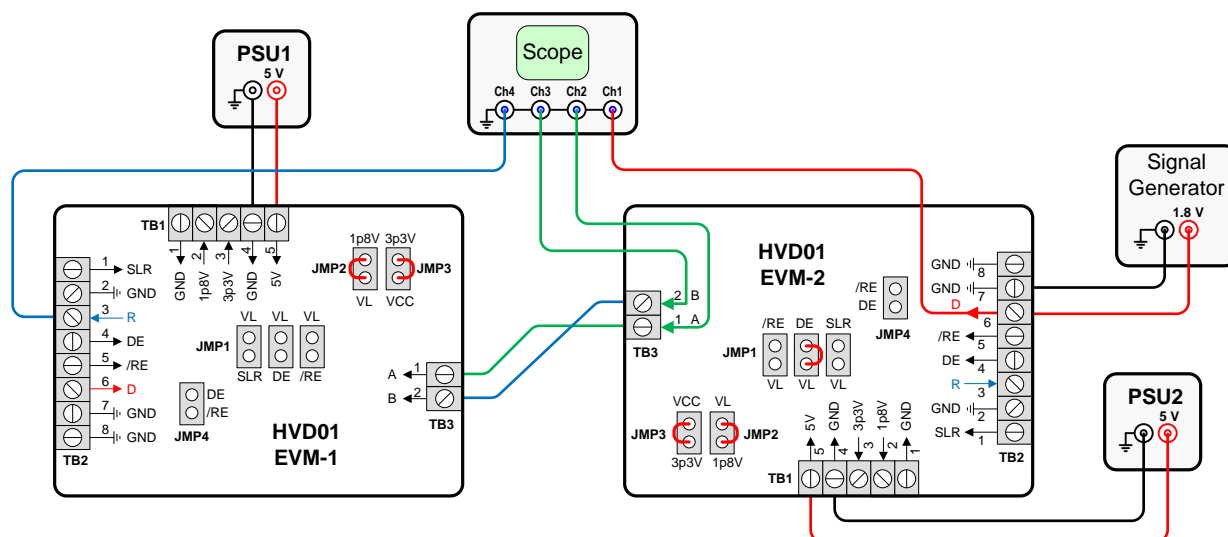 PSU1
5 V
Scope
Ch4 Ch3 Ch2 Ch1
Signal
Generator
1.8 V
TB1
1 2 3 4 5
GND 1p8V 3p3V GND 5V
1p8V 3p3V
JMP2 JMP3
VL VCC
1 SLR
2 GND
3 R
4 DE
5 /RE
6 D
7 GND
8 GND
TB2
VL VL VL
JMP1
SLR DE /RE
DE
/RE
JMP4
HVD01
EVM-1
A 1
B 2
TB3
HVD01
EVM-2
2 B
1 A
TB3
/RE
DE
JMP4
/RE DE SLR
JMP1
VL VL VL
VCC VL
JMP3 JMP2
3p3V 1p8V
5V GND 3p3V 1p8V GND
5 4 3 2 1
TB1
GND 8
GND 7
D 6
/RE 5
DE 4
R 3
GND 2
SLR 1
TB2
PSU2
5 V